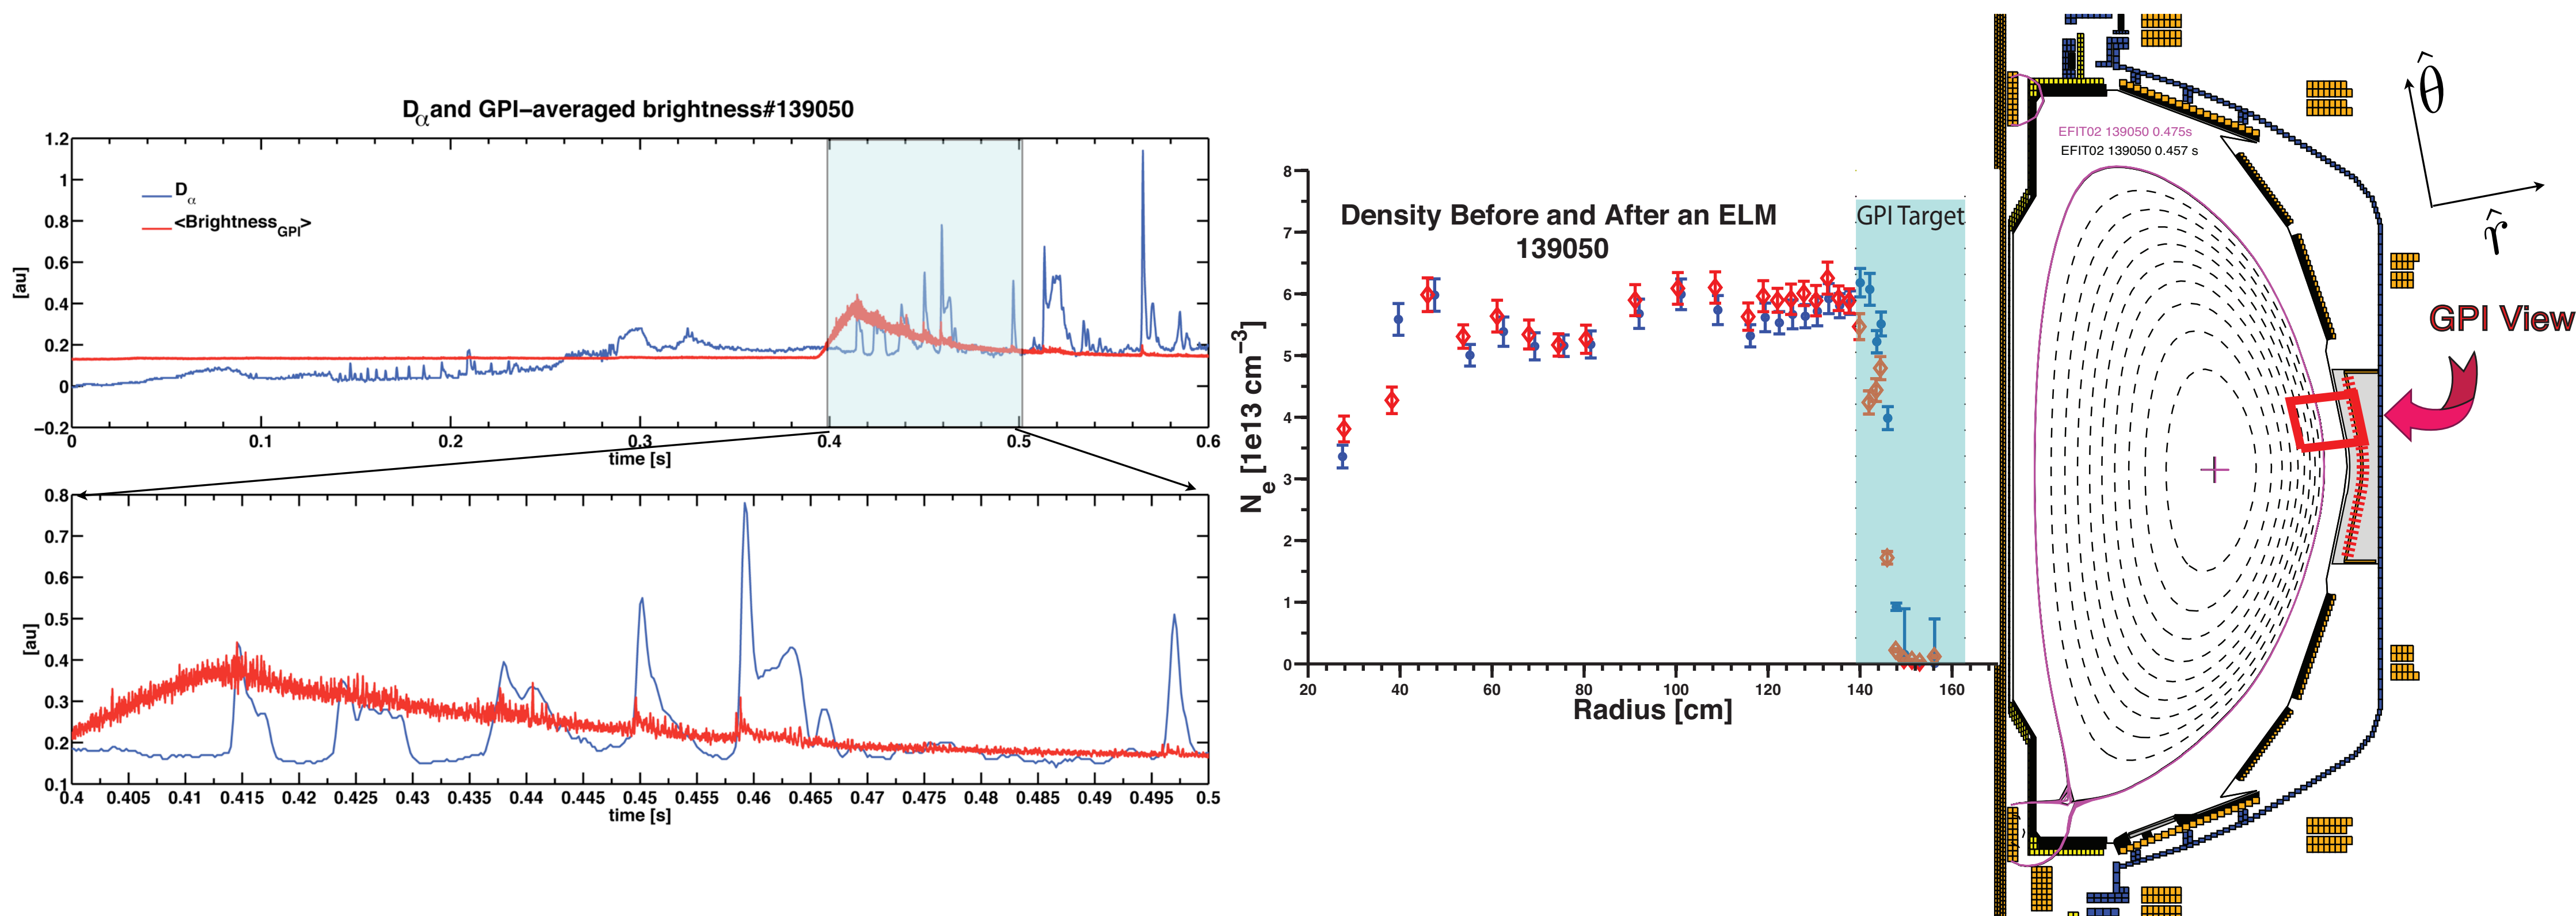 Dα and GPI–averaged brightness#139050
1.2
1
0.8
0.6
0.4
0.2
0
−0.2
[au]
Dα
<Brightness_GPI>
0 0.1 0.2 0.3 0.4 0.5 0.6
time [s]
0.8
0.7
0.6
0.5
0.4
0.3
0.2
0.1
[au]
0.4 0.405 0.41 0.415 0.42 0.425 0.43 0.435 0.44 0.445 0.45 0.455 0.46 0.465 0.47 0.475 0.48 0.485 0.49 0.495 0.5
time [s]
Density Before and After an ELM
139050
GPI Target
8
7
6
5
4
3
2
1
0
N_e [1e13 cm⁻³]
20 40 60 80 100 120 140 160
Radius [cm]
EFIT02 139050 0.475s
EFIT02 139050 0.457 s
θ̂
r̂
GPI View